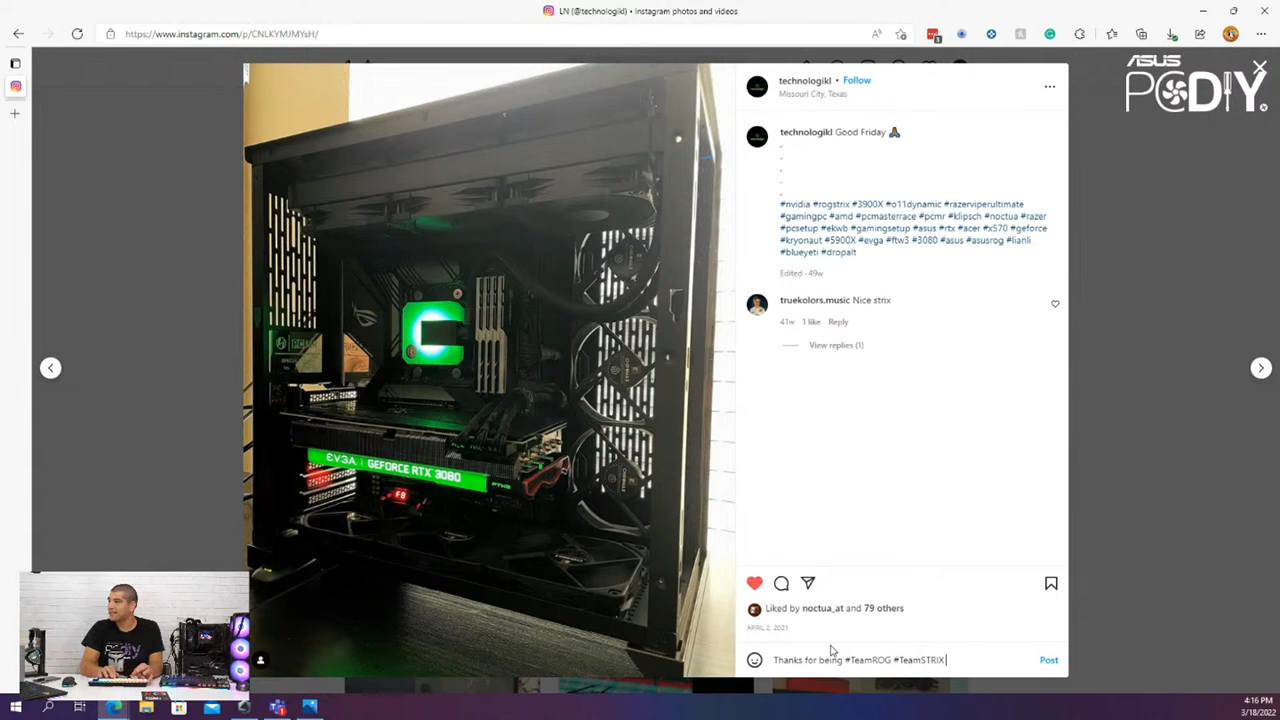 LN (@technologikl) • Instagram photos and videos
https://www.instagram.com/p/CNLKYMJMYsH/
ASUS
PCDIY
technologikl • Follow
Missouri City, Texas
technologikl Good Friday 🙏🏾
.
.
.
.
.
#nvidia #rogstrix #3900X #o11dynamic #razerviperultimate
#gamingpc #amd #pcmasterrace #pcmr #klipsch #noctua #razer
#pcsetup #ekwb #gamingsetup #asus #rtx #acer #x570 #geforce
#kryonaut #5900X #evga #ftw3 #3080 #asus #asusrog #lianli
#blueyeti #dropalt
Edited · 49w
truekolors.music Nice strix
41w 1 like Reply
View replies (1)
EVGA GEFORCE RTX 3080 FTW3
F8
Liked by noctua_at and 79 others
APRIL 2, 2021
Thanks for being #TeamROG #TeamSTRIX
Post
4:16 PM
3/18/2022